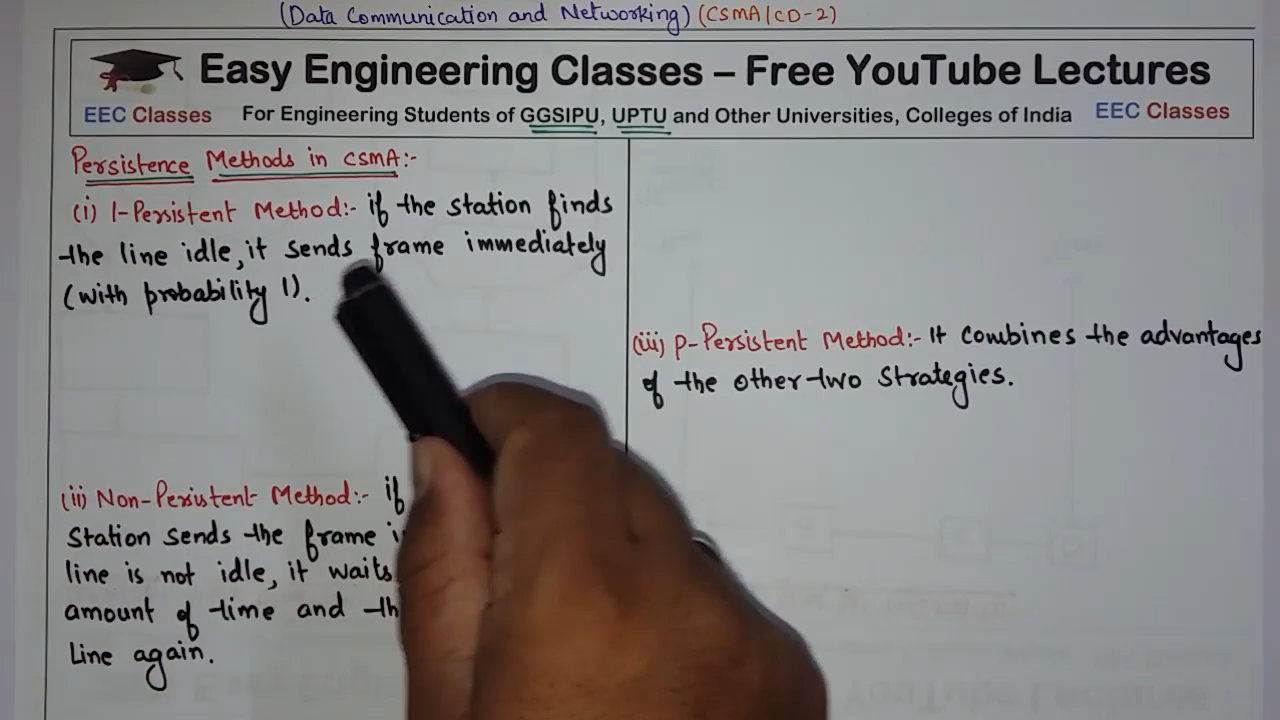 (Data Communication and Networking) (CSMA/CD-2)
Easy Engineering Classes – Free YouTube Lectures
EEC Classes For Engineering Students of GGSIPU, UPTU and Other Universities, Colleges of India EEC Classes
Persistence Methods in CSMA:-
(i) 1-Persistent Method:- if the station finds
the line idle, it sends frame immediately
(with probability 1).
(ii) Non-Persistent Method:- if
Station sends the frame
line is not idle, it waits
amount of time and
Line again.
(iii) p-Persistent Method:- It combines the advantages
of the other two strategies.